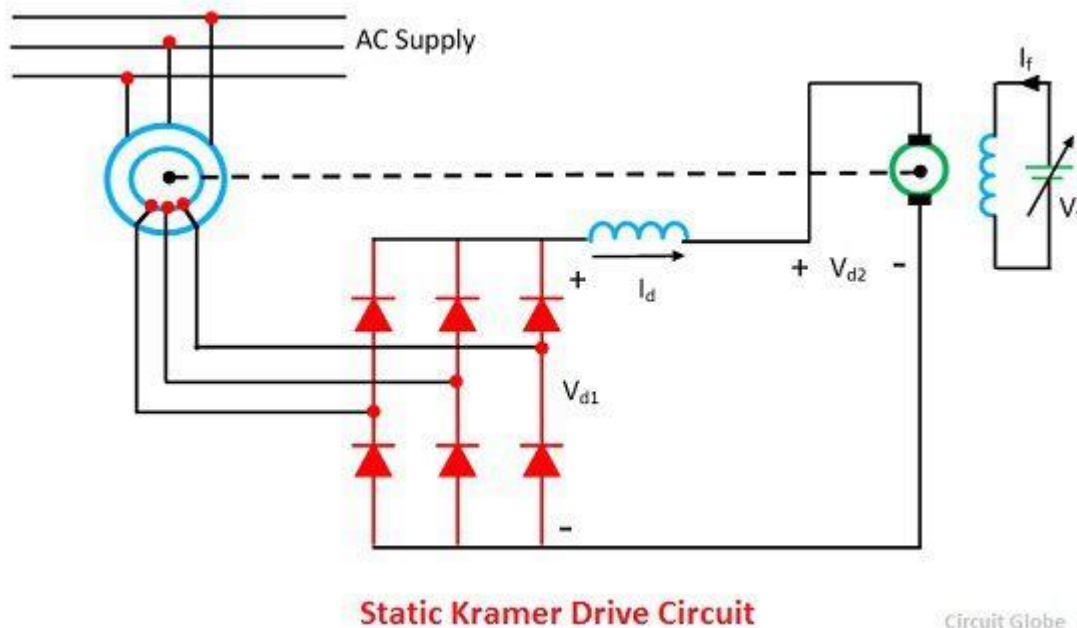 AC Supply
If
V
+
Id
+
Vd2
-
Vd1
-
Static Kramer Drive Circuit
Circuit Globe